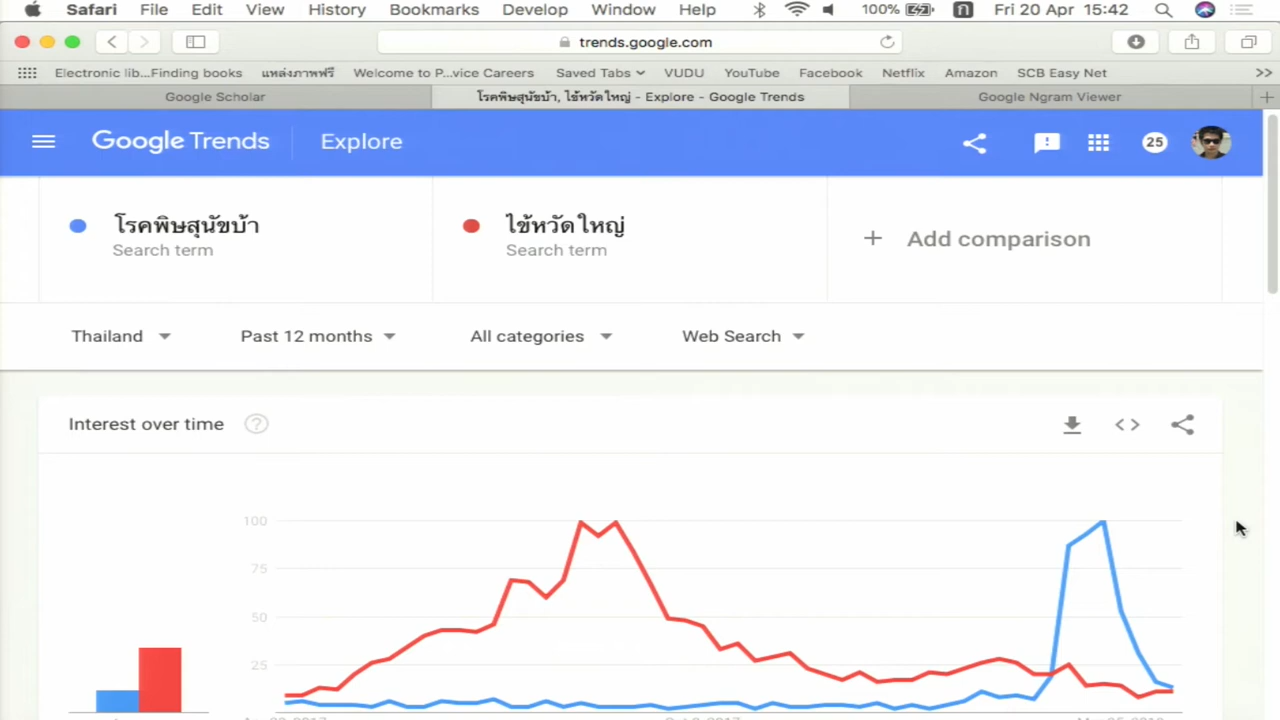 Safari File Edit View History Bookmarks Develop Window Help 100% ก Fri 20 Apr 15:42
trends.google.com
Electronic lib...Finding books แหล่งภาพฟรี Welcome to P...vice Careers Saved Tabs VUDU YouTube Facebook Netflix Amazon SCB Easy Net
Google Scholar โรคพิษสุนัขบ้า, ไข้หวัดใหญ่ - Explore - Google Trends Google Ngram Viewer
Google Trends Explore 25
โรคพิษสุนัขบ้า ไข้หวัดใหญ่
Search term Search term
+ Add comparison
Thailand Past 12 months All categories Web Search
Interest over time ?
100
75
50
25